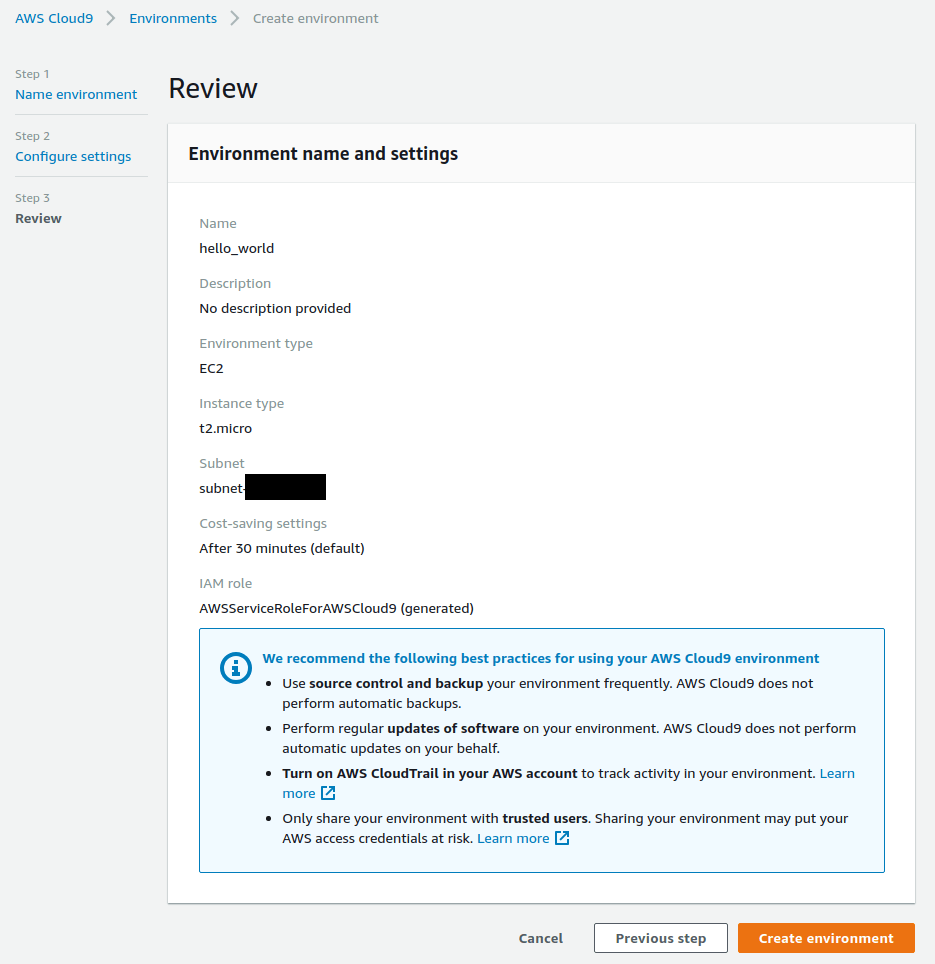 AWS Cloud9 > Environments > Create environment
Step 1
Name environment
Step 2
Configure settings
Step 3
Review
Review
Environment name and settings
Name
hello_world
Description
No description provided
Environment type
EC2
Instance type
t2.micro
Subnet
subnet-
Cost-saving settings
After 30 minutes (default)
IAM role
AWSServiceRoleForAWSCloud9 (generated)
We recommend the following best practices for using your AWS Cloud9 environment
• Use source control and backup your environment frequently. AWS Cloud9 does not
perform automatic backups.
• Perform regular updates of software on your environment. AWS Cloud9 does not perform
automatic updates on your behalf.
• Turn on AWS CloudTrail in your AWS account to track activity in your environment. Learn
more
• Only share your environment with trusted users. Sharing your environment may put your
AWS access credentials at risk. Learn more
Cancel
Previous step
Create environment